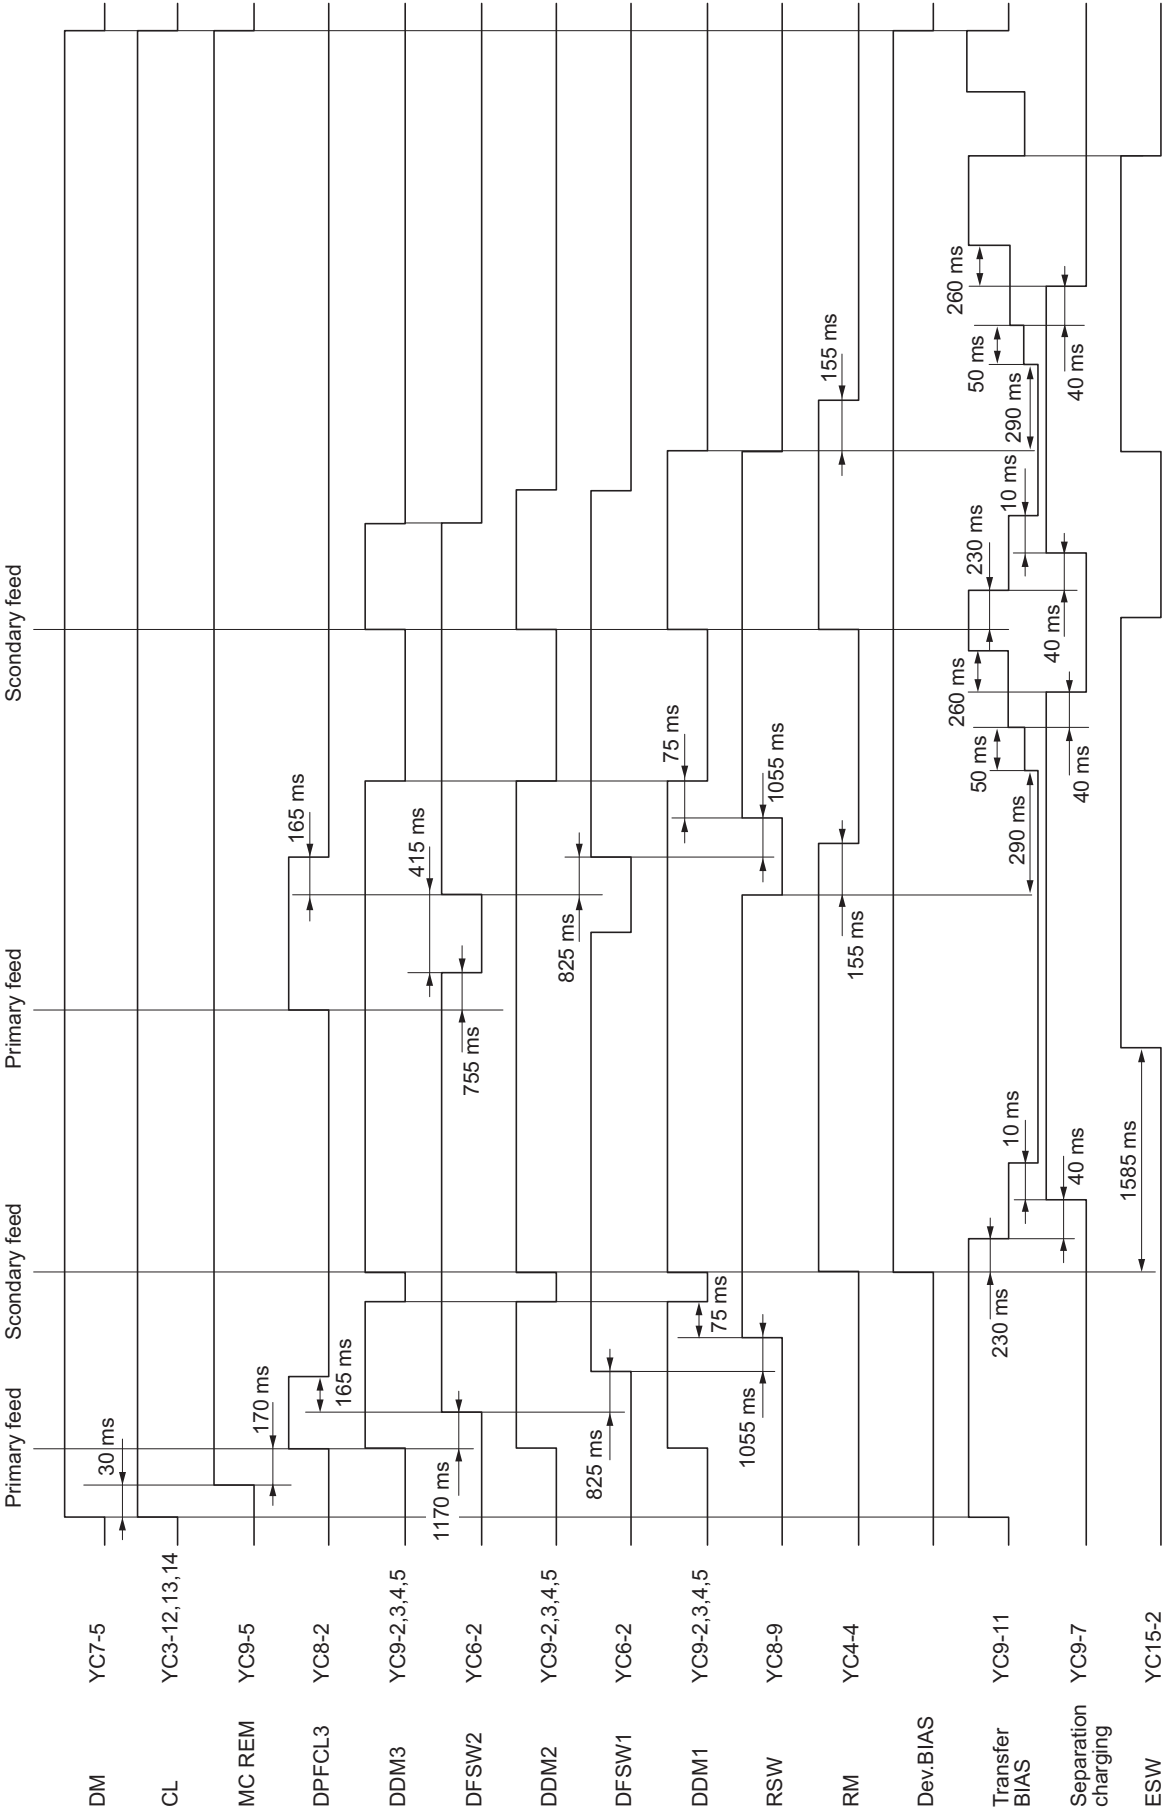 Primary feed
Scondary feed
Primary feed
Scondary feed
DM YC7-5
30 ms
CL YC3-12,13,14
MC REM YC9-5
170 ms
DPFCL3 YC8-2
165 ms
165 ms
DDM3 YC9-2,3,4,5
DFSW2 YC6-2
1170 ms
755 ms
415 ms
DDM2 YC9-2,3,4,5
DFSW1 YC6-2
825 ms
825 ms
DDM1 YC9-2,3,4,5
75 ms
75 ms
RSW YC8-9
1055 ms
1055 ms
RM YC4-4
155 ms
155 ms
Dev.BIAS
Transfer
BIAS
YC9-11
230 ms
10 ms
290 ms
50 ms
260 ms
230 ms
10 ms
290 ms
50 ms
260 ms
Separation
charging
YC9-7
40 ms
40 ms
40 ms
40 ms
ESW YC15-2
1585 ms